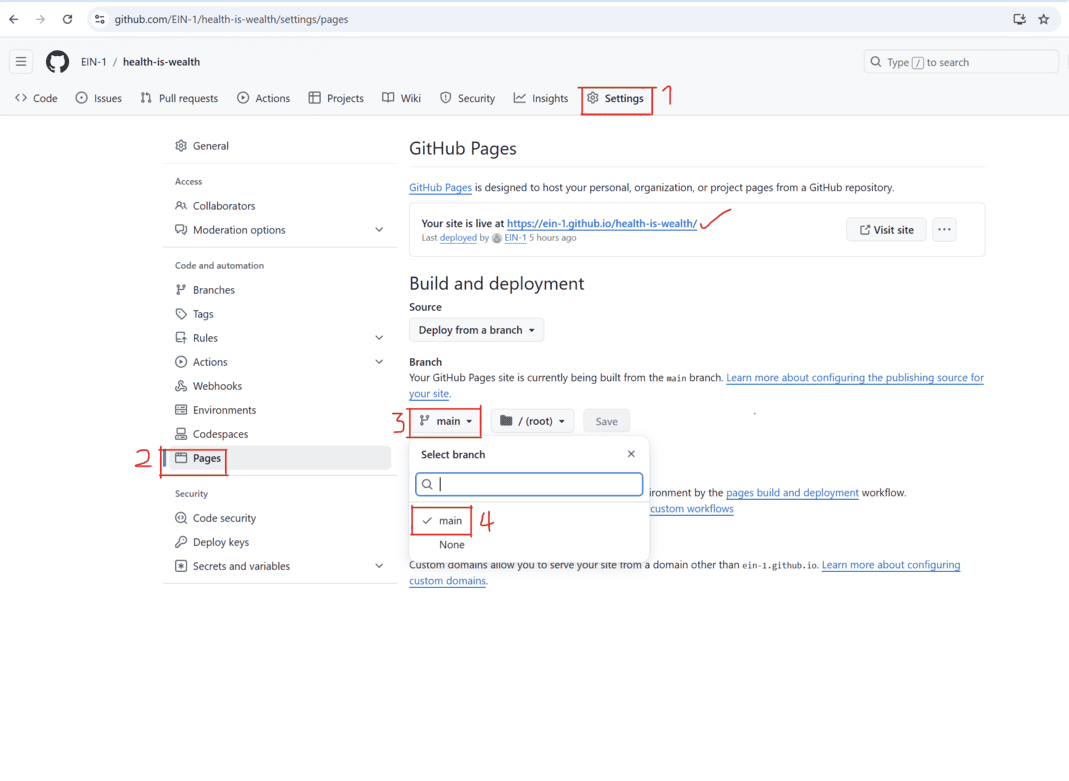 github.com/EIN-1/health-is-wealth/settings/pages
EIN-1 / health-is-wealth
Type / to search
Code Issues Pull requests Actions Projects Wiki Security Insights Settings 1
General
Access
Collaborators
Moderation options
Code and automation
Branches
Tags
Rules
Actions
Webhooks
Environments
Codespaces
2 Pages
Security
Code security
Deploy keys
Secrets and variables
GitHub Pages
GitHub Pages is designed to host your personal, organization, or project pages from a GitHub repository.
Your site is live at https://ein-1.github.io/health-is-wealth/
Last deployed by EIN-1 5 hours ago
Visit site
Build and deployment
Source
Deploy from a branch
Branch
Your GitHub Pages site is currently being built from the main branch. Learn more about configuring the publishing source for
your site.
3 main / (root) Save
Select branch
ironment by the pages build and deployment workflow.
custom workflows
main 4
None
Custom domains allow you to serve your site from a domain other than ein-1.github.io. Learn more about configuring
custom domains.